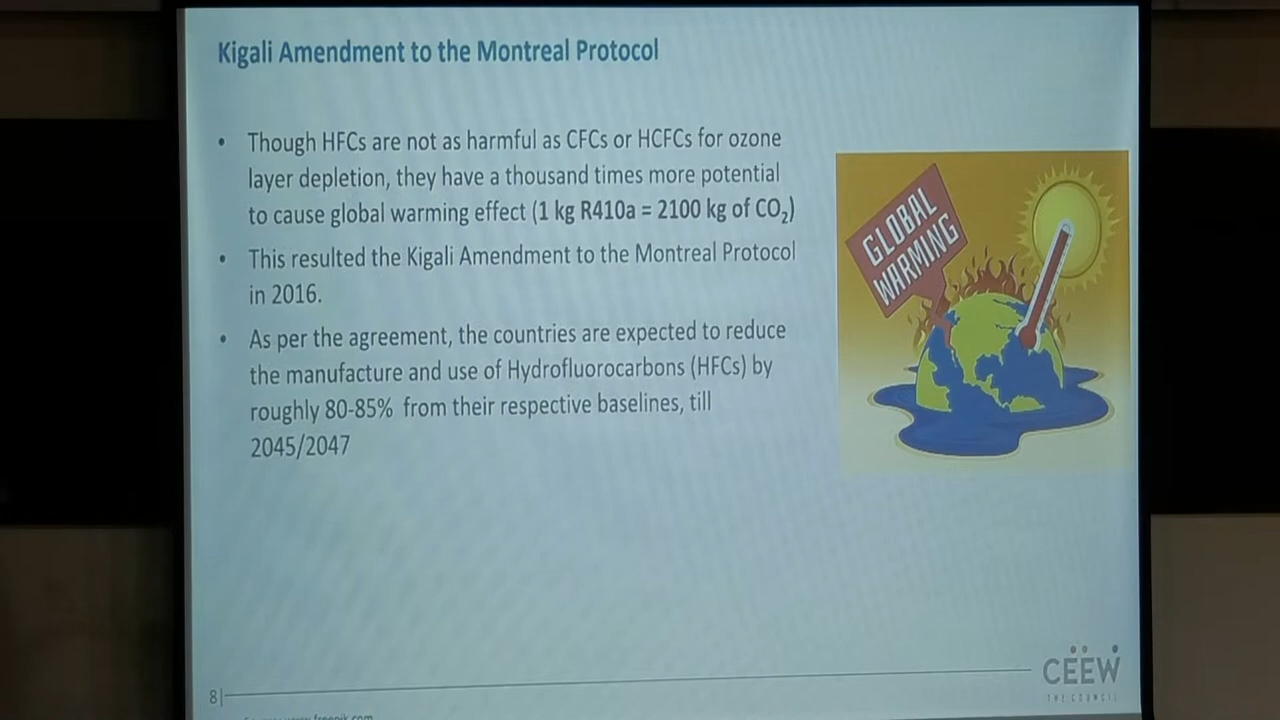 Kigali Amendment to the Montreal Protocol
• Though HFCs are not as harmful as CFCs or HCFCs for ozone
layer depletion, they have a thousand times more potential
to cause global warming effect (1 kg R410a = 2100 kg of CO₂)
• This resulted the Kigali Amendment to the Montreal Protocol
in 2016.
• As per the agreement, the countries are expected to reduce
the manufacture and use of Hydrofluorocarbons (HFCs) by
roughly 80-85% from their respective baselines, till
2045/2047
GLOBAL
WARMING
CEEW
THE COUNCIL
8|